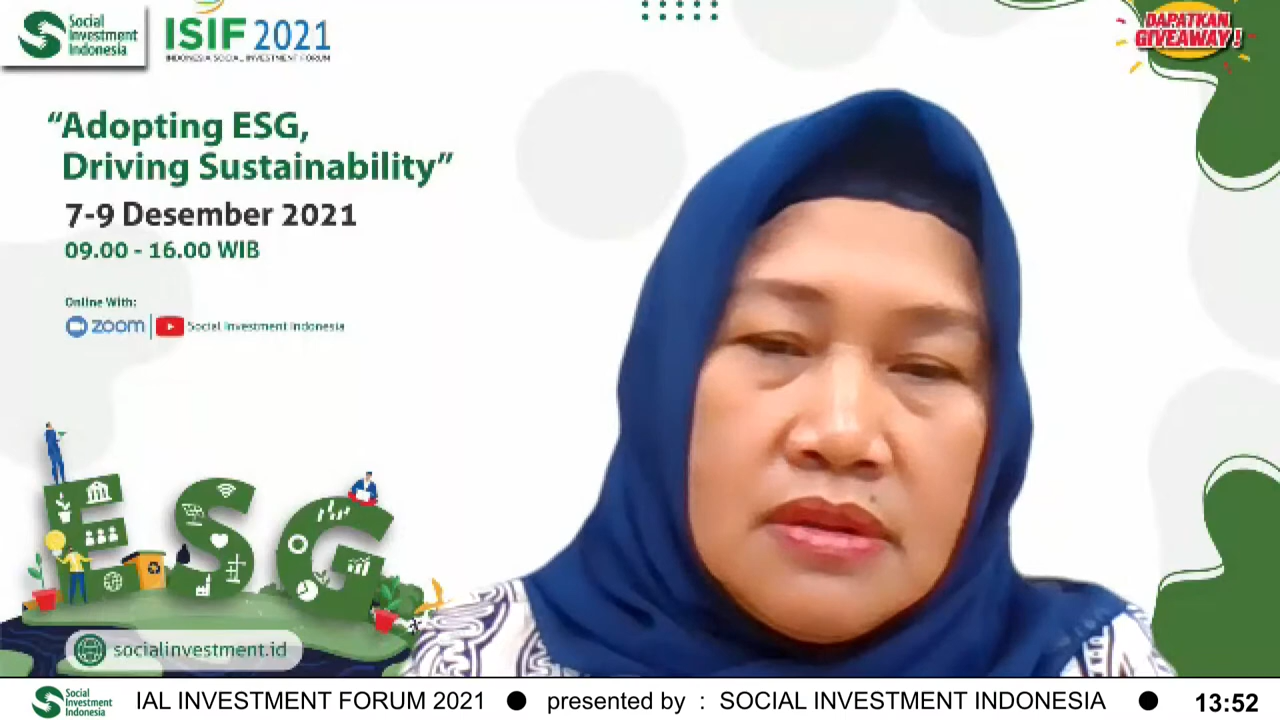 Social
Investment
Indonesia
ISIF 2021
INDONESIA SOCIAL INVESTMENT FORUM
DAPATKAN
GIVEAWAY !
“Adopting ESG,
Driving Sustainability”
7-9 Desember 2021
09.00 - 16.00 WIB
Online With:
zoom Social Investment Indonesia
ESG
socialinvestment.id
Social
Investment
Indonesia
IAL INVESTMENT FORUM 2021 ● presented by : SOCIAL INVESTMENT INDONESIA ● 13:52